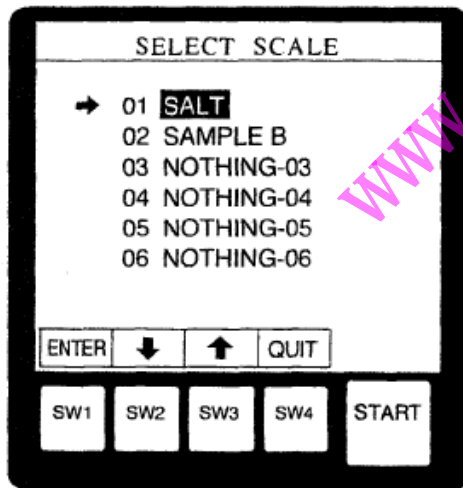 SELECT SCALE
➡ 01 SALT
02 SAMPLE B
03 NOTHING-03
04 NOTHING-04
05 NOTHING-05
06 NOTHING-06
ENTER ⬇ ⬆ QUIT
SW1 SW2 SW3 SW4 START
WWW